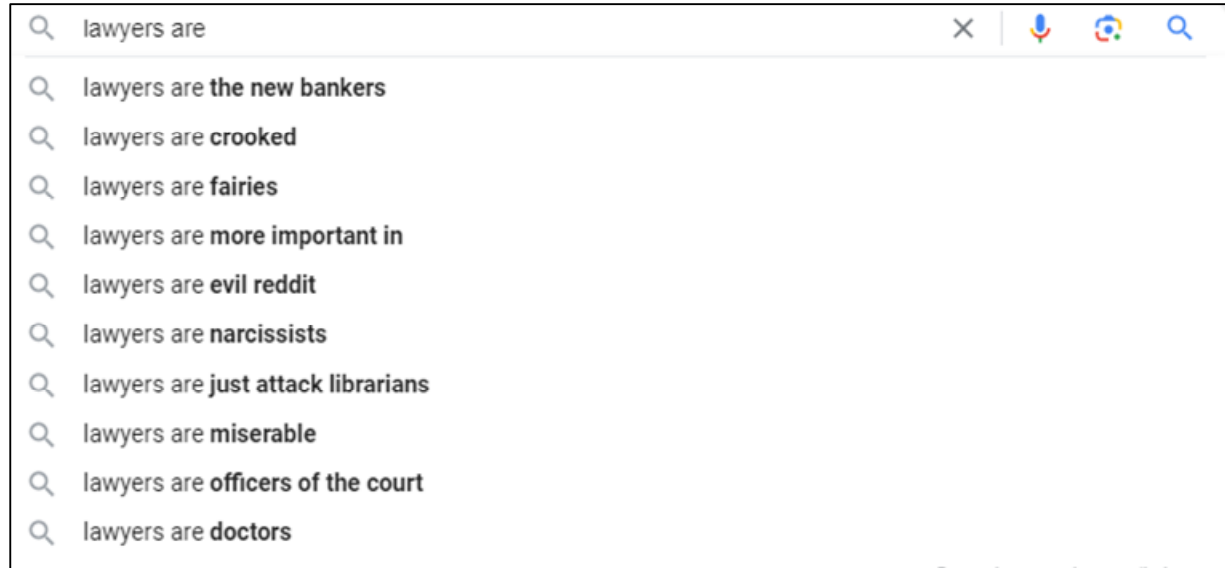 lawyers are
lawyers are the new bankers
lawyers are crooked
lawyers are fairies
lawyers are more important in
lawyers are evil reddit
lawyers are narcissists
lawyers are just attack librarians
lawyers are miserable
lawyers are officers of the court
lawyers are doctors